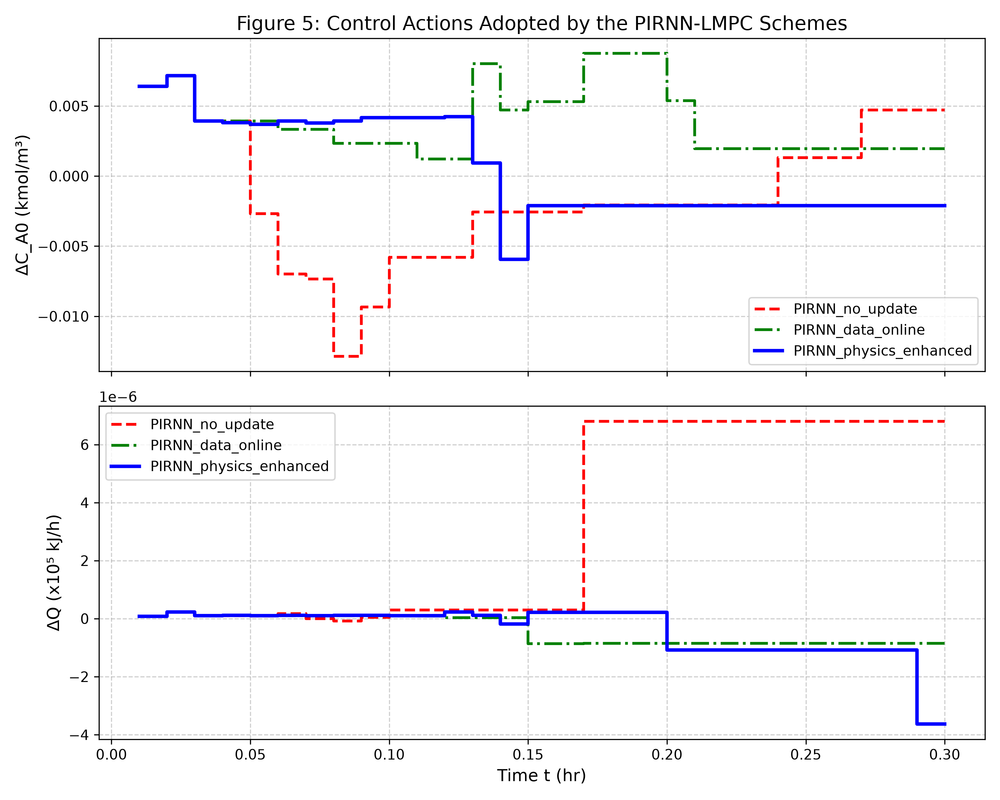 Figure 5: Control Actions Adopted by the PIRNN-LMPC Schemes
ΔC_A0 (kmol/m³)
0.005
0.000
−0.005
−0.010
PIRNN_no_update
PIRNN_data_online
PIRNN_physics_enhanced
1e−6
ΔQ (x10⁵ kJ/h)
6
4
2
0
−2
−4
PIRNN_no_update
PIRNN_data_online
PIRNN_physics_enhanced
0.00 0.05 0.10 0.15 0.20 0.25 0.30
Time t (hr)